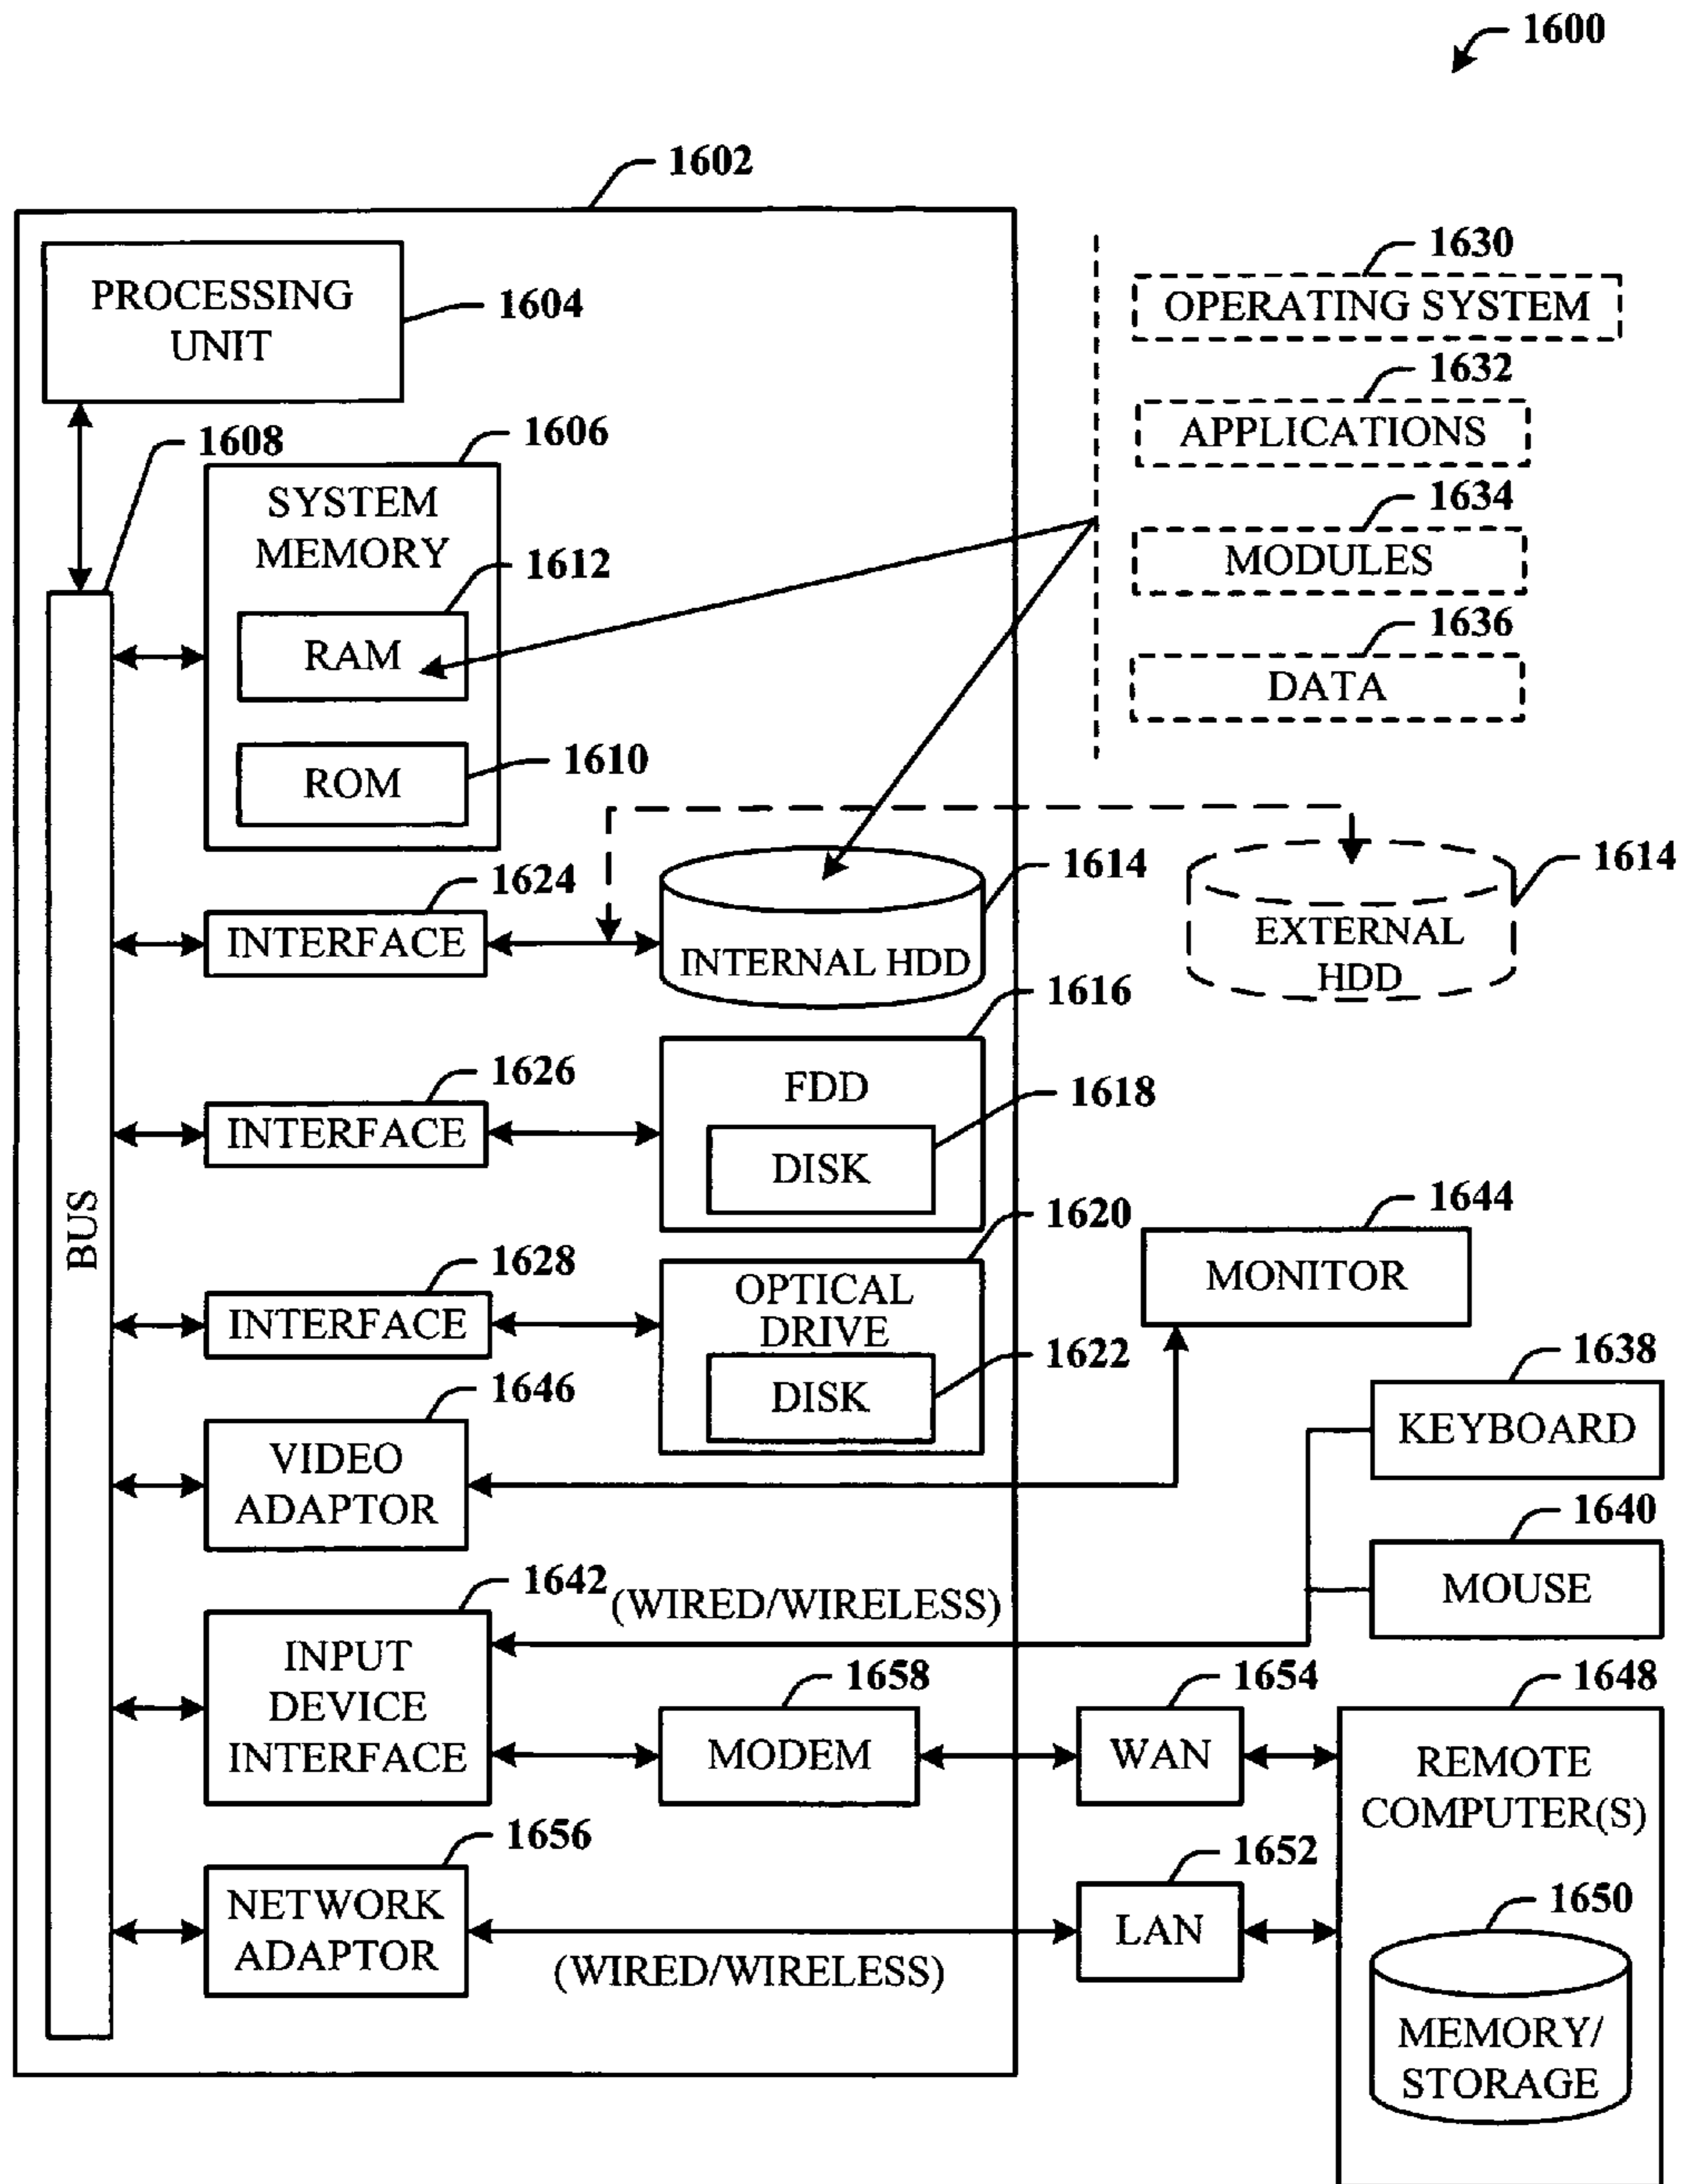 1600
1602
PROCESSING
UNIT
1604
1630
OPERATING SYSTEM
1632
APPLICATIONS
1634
MODULES
1636
DATA
1608
1606
SYSTEM
MEMORY
1612
RAM
1610
ROM
1624
INTERFACE
1614
INTERNAL HDD
1614
EXTERNAL
HDD
1616
FDD
1618
DISK
1626
INTERFACE
BUS
1628
INTERFACE
1620
OPTICAL
DRIVE
1622
DISK
1644
MONITOR
1646
VIDEO
ADAPTOR
1638
KEYBOARD
1640
MOUSE
1642
(WIRED/WIRELESS)
INPUT
DEVICE
INTERFACE
1658
MODEM
1654
WAN
1648
REMOTE
COMPUTER(S)
1656
NETWORK
ADAPTOR
(WIRED/WIRELESS)
1652
LAN
1650
MEMORY/
STORAGE